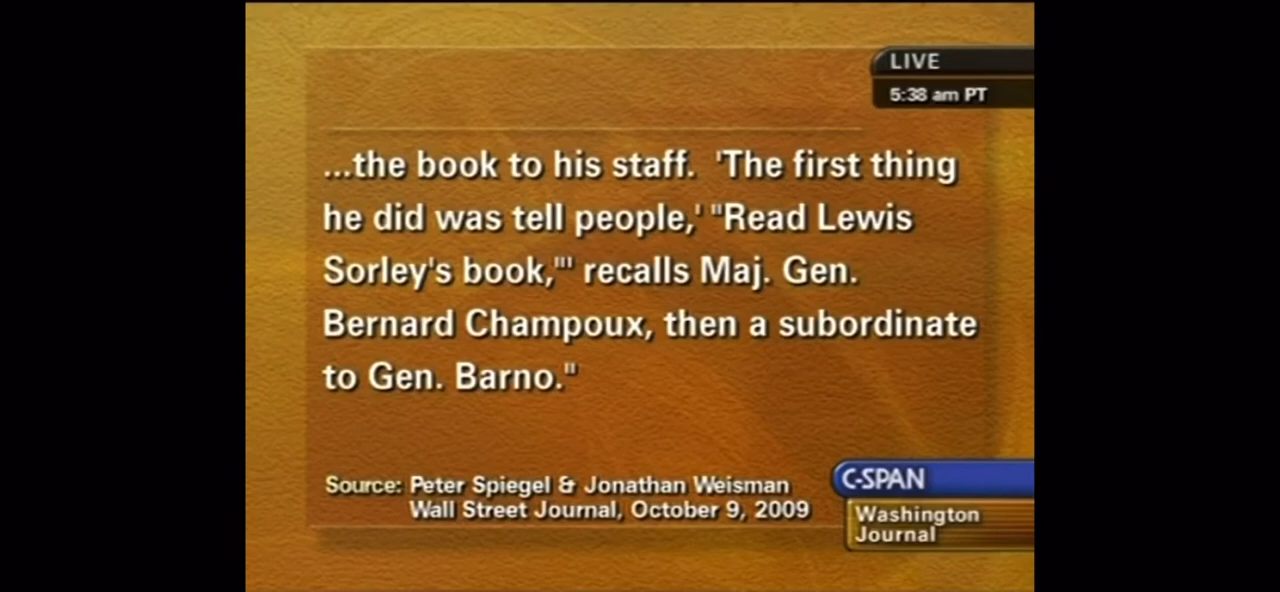 LIVE
5:38 am PT
...the book to his staff. 'The first thing
he did was tell people,' "Read Lewis
Sorley's book,"' recalls Maj. Gen.
Bernard Champoux, then a subordinate
to Gen. Barno."
Source: Peter Spiegel & Jonathan Weisman
Wall Street Journal, October 9, 2009
C-SPAN
Washington
Journal